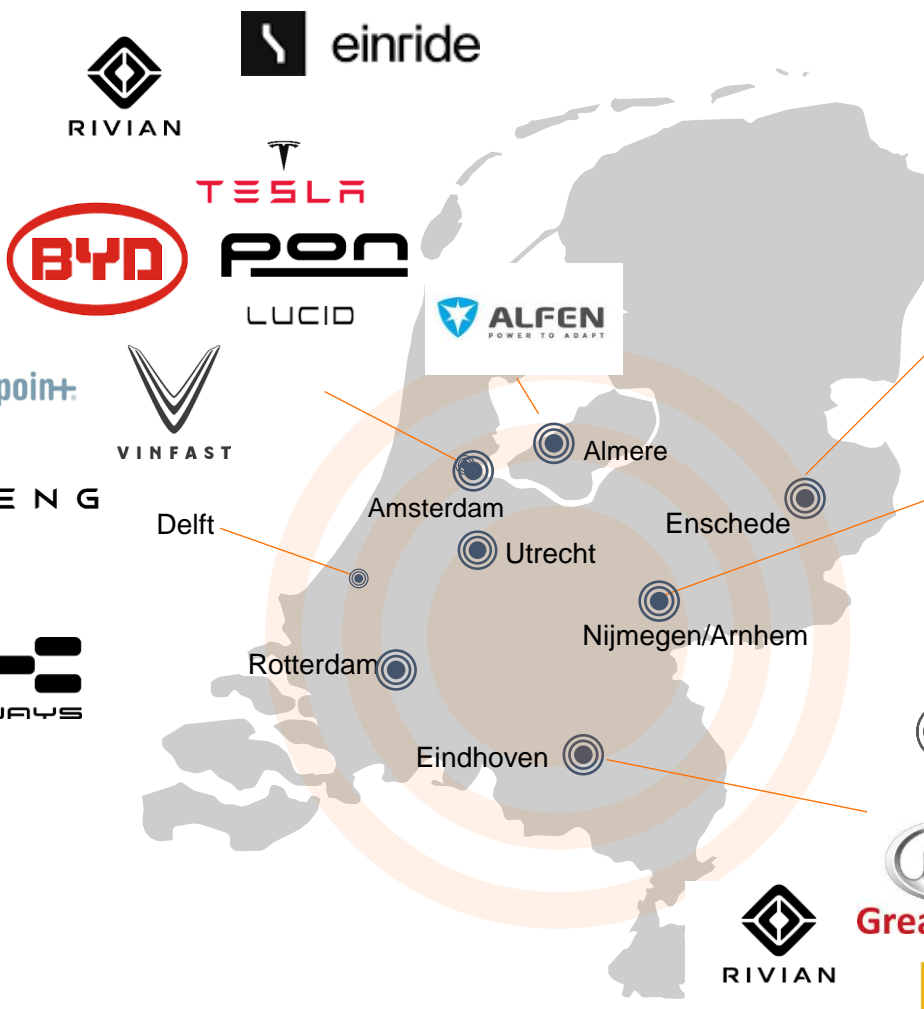 einride
RIVIAN
TESLA
BYD
pon
LUCID
ALFEN
POWER TO ADAPT
poin+
VINFAST
ENG
Almere
Amsterdam
Delft
Enschede
Utrecht
Nijmegen/Arnhem
Rotterdam
WAYS
Eindhoven
Grea
RIVIAN